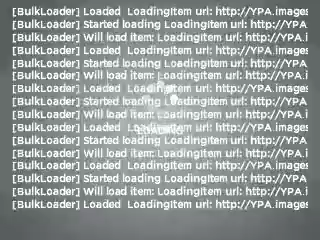 [BulkLoader] Loaded  LoadingItem url: http://YPA.images
[BulkLoader] Started loading LoadingItem url: http://YPA
[BulkLoader] Will load item: LoadingItem url: http://YPA.i
[BulkLoader] Loaded  LoadingItem url: http://YPA.images
[BulkLoader] Started loading LoadingItem url: http://YPA
[BulkLoader] Will load item: LoadingItem url: http://YPA.i
[BulkLoader] Loaded  LoadingItem url: http://YPA.images
[BulkLoader] Started loading LoadingItem url: http://YPA
[BulkLoader] Will load item: LoadingItem url: http://YPA.i
[BulkLoader] Loaded  LoadingItem url: http://YPA.images
LOADING
[BulkLoader] Started loading LoadingItem url: http://YPA
[BulkLoader] Will load item: LoadingItem url: http://YPA.i
[BulkLoader] Loaded  LoadingItem url: http://YPA.images
[BulkLoader] Started loading LoadingItem url: http://YPA
[BulkLoader] Will load item: LoadingItem url: http://YPA.i
[BulkLoader] Loaded  LoadingItem url: http://YPA.images